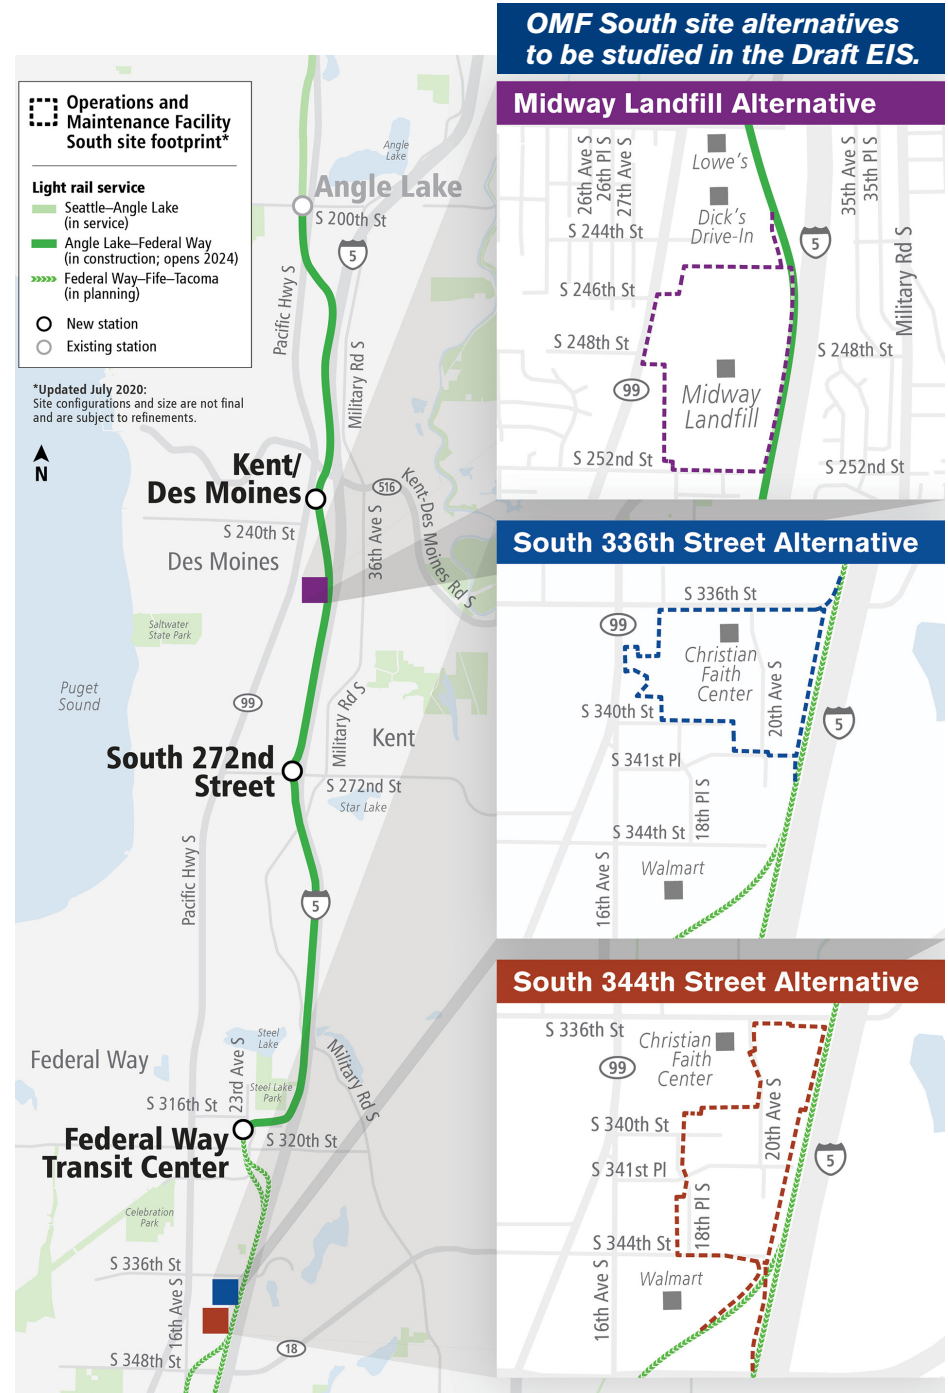 OMF South site alternatives
to be studied in the Draft EIS.
Operations and
Maintenance Facility
South site footprint*
Light rail service
Seattle–Angle Lake
(in service)
Angle Lake–Federal Way
(in construction; opens 2024)
Federal Way–Fife–Tacoma
(in planning)
New station
Existing station
*Updated July 2020:
Site configurations and size are not final
and are subject to refinements.
N
Angle
Lake
Angle Lake
S 200th St
5
Pacific Hwy S
Military Rd S
Kent/
Des Moines
516
Kent-Des Moines Rd S
36th Ave S
S 240th St
Des Moines
Saltwater
State Park
Puget
Sound
99
Military Rd S
Kent
South 272nd
Street
S 272nd St
Star Lake
Pacific Hwy S
5
Steel
Lake
Federal Way
23rd Ave S
Steel Lake
Park
Military Rd S
S 316th St
Federal Way
Transit Center
S 320th St
Celebration
Park
S 336th St
16th Ave S
18
S 348th St
Midway Landfill Alternative
26th Ave S
26th Pl S
27th Ave S
Lowe's
Dick's
Drive-In
35th Ave S
35th Pl S
S 244th St
5
Military Rd S
S 246th St
S 248th St
S 248th St
99
Midway
Landfill
S 252nd St
S 252nd St
South 336th Street Alternative
S 336th St
99
Christian
Faith
Center
20th Ave S
S 340th St
5
S 341st Pl
18th Pl S
S 344th St
Walmart
16th Ave S
South 344th Street Alternative
S 336th St
Christian
Faith
Center
99
20th Ave S
S 340th St
5
S 341st Pl
18th Pl S
S 344th St
Walmart
16th Ave S